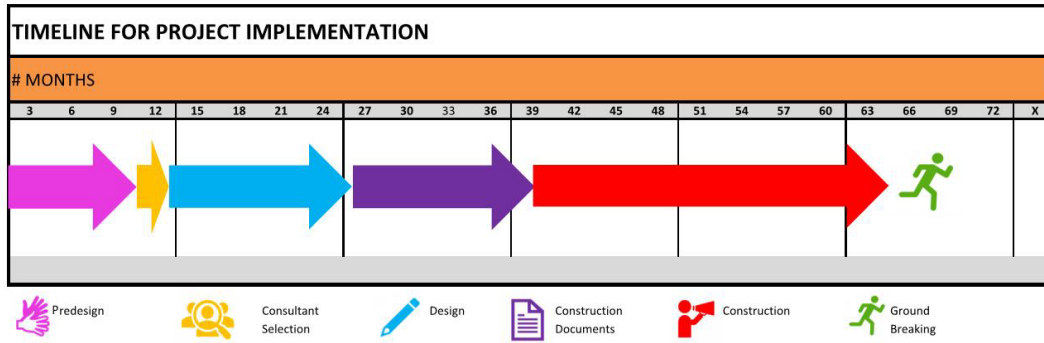 TIMELINE FOR PROJECT IMPLEMENTATION
# MONTHS
3 6 9 12 15 18 21 24 27 30 33 36 39 42 45 48 51 54 57 60 63 66 69 72 X
Predesign
Consultant
Selection
Design
Construction
Documents
Construction
Ground
Breaking